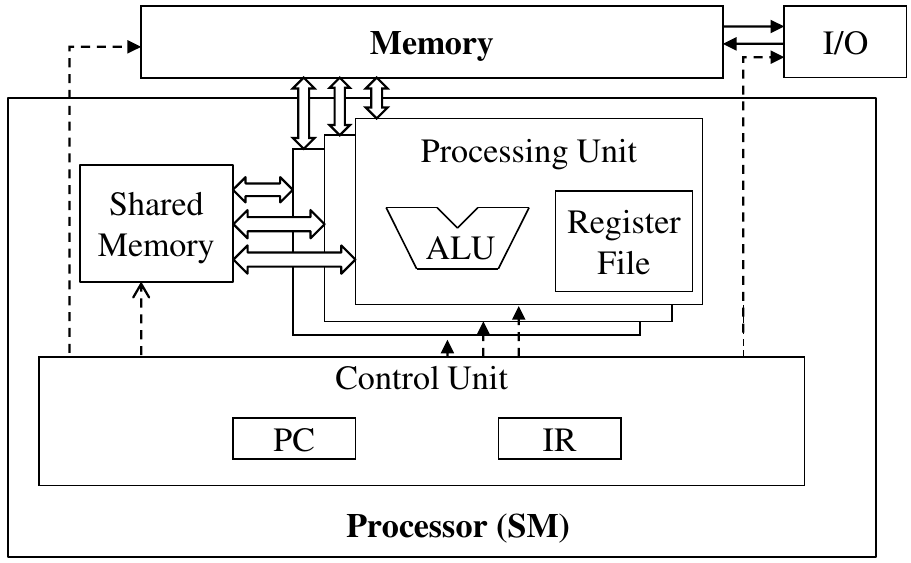 Memory
I/O
Processing Unit
Shared
Memory
ALU
Register
File
Control Unit
PC
IR
Processor (SM)